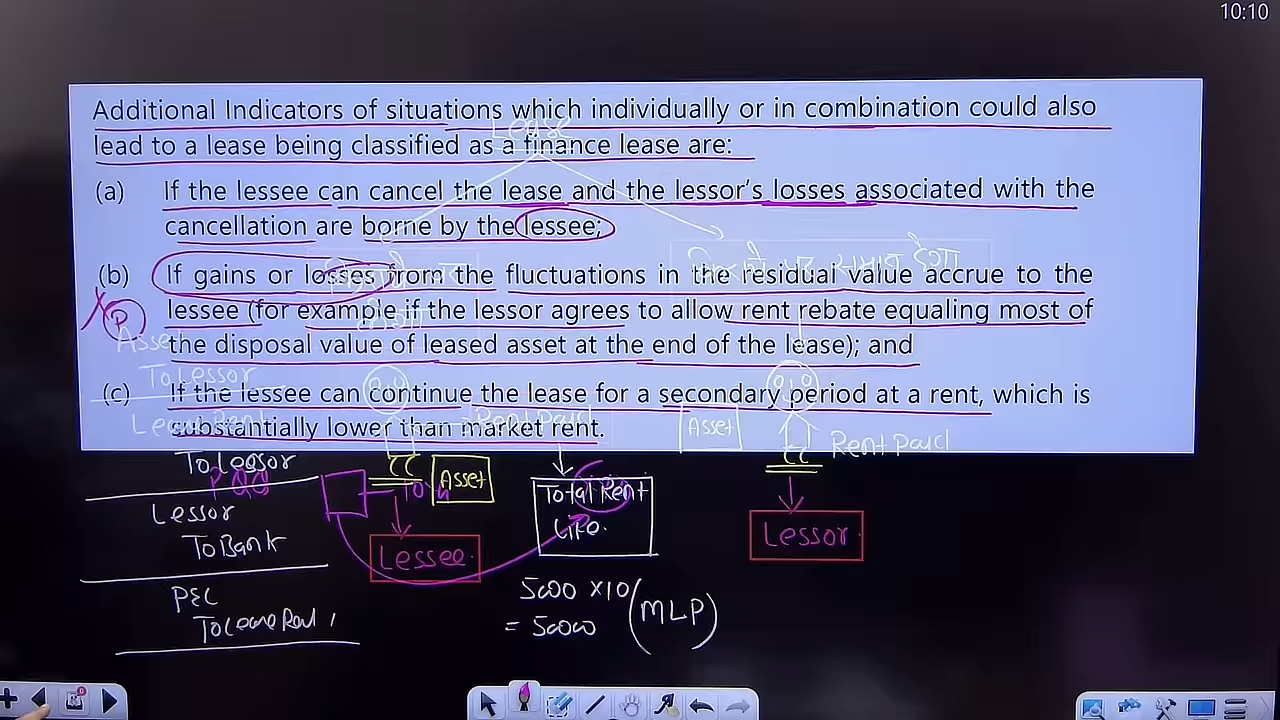 10:10
Additional Indicators of situations which individually or in combination could also
lead to a lease being classified as a finance lease are:
Lease
(a) If the lessee can cancel the lease and the lessor's losses associated with the
cancellation are borne by the lessee;
(b) If gains or losses from the fluctuations in the residual value accrue to the
lessee (for example if the lessor agrees to allow rent rebate equaling most of
the disposal value of leased asset at the end of the lease); and
(c) If the lessee can continue the lease for a secondary period at a rent, which is
substantially lower than market rent.
Asset
To Lessor
Lease Rent
To Lessor
Lessor
To Bank
Rent paid
Asset
Lessee
Total Rent
Life.
5000 X10
= 50000
(MLP)
Asset
Rent paid
Lessor